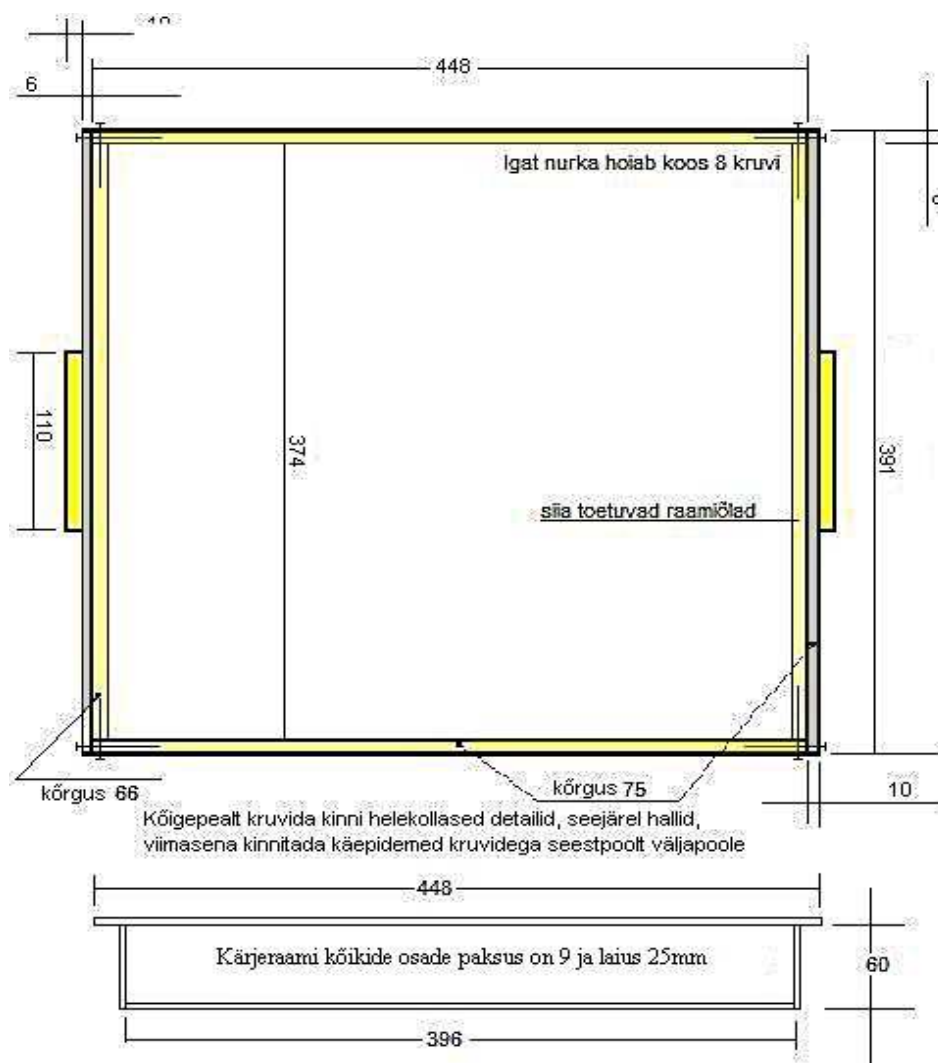 10
448
6
Igat nurka hoiab koos 8 kruvi
110
374
391
siia toetuvad raamiõlad
kõrgus 66
kõrgus 75
10
Kõigepealt kruvida kinni helekollased detailid, seejärel hallid,
viimasena kinnitada käepidemed kruvidega seestpoolt väljapoole
448
Kärjeraami kõikide osade paksus on 9 ja laius 25mm
60
396